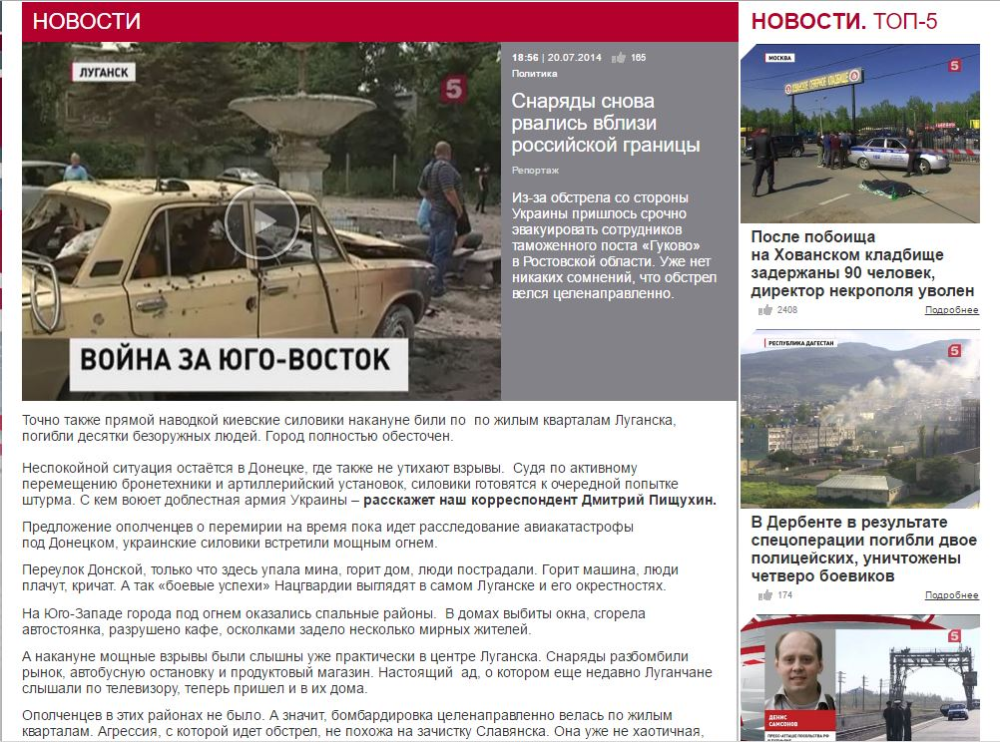 НОВОСТИ
ЛУГАНСК
5
ВОЙНА ЗА ЮГО-ВОСТОК
18:56 | 20.07.2014 165
Политика
Снаряды снова
рвались вблизи
российской границы
Репортаж
Из-за обстрела со стороны
Украины пришлось срочно
эвакуировать сотрудников
таможенного поста «Гуково»
в Ростовской области. Уже нет
никаких сомнений, что обстрел
велся целенаправленно.
Точно также прямой наводкой киевские силовики накануне били по по жилым кварталам Луганска,
погибли десятки безоружных людей. Город полностью обесточен.
Неспокойной ситуация остаётся в Донецке, где также не утихают взрывы. Судя по активному
перемещению бронетехники и артиллерийский установок, силовики готовятся к очередной попытке
штурма. С кем воюет доблестная армия Украины – расскажет наш корреспондент Дмитрий Пищухин.
Предложение ополченцев о перемирии на время пока идет расследование авиакатастрофы
под Донецком, украинские силовики встретили мощным огнем.
Переулок Донской, только что здесь упала мина, горит дом, люди пострадали. Горит машина, люди
плачут, кричат. А так «боевые успехи» Нацгвардии выглядят в самом Луганске и его окрестностях.
На Юго-Западе города под огнем оказались спальные районы. В домах выбиты окна, сгорела
автостоянка, разрушено кафе, осколками задело несколько мирных жителей.
А накануне мощные взрывы были слышны уже практически в центре Луганска. Снаряды разбомбили
рынок, автобусную остановку и продуктовый магазин. Настоящий ад, о котором еще недавно Луганчане
слышали по телевизору, теперь пришел и в их дома.
Ополченцев в этих районах не было. А значит, бомбардировка целенаправленно велась по жилым
кварталам. Агрессия, с которой идет обстрел, не похожа на зачистку Славянска. Она уже не хаотичная,
НОВОСТИ. ТОП-5
МОСКВА
5
ХОВАНСКОЕ СЕВЕРНОЕ КЛАДБИЩЕ
После побоища
на Хованском кладбище
задержаны 90 человек,
директор некрополя уволен
2408 Подробнее
РЕСПУБЛИКА ДАГЕСТАН
5
В Дербенте в результате
спецоперации погибли двое
полицейских, уничтожены
четверо боевиков
174 Подробнее
5
ДЕНИС
САМСОНОВ
ПРЕСС-АТТАШЕ ПОСОЛЬСТВА РФ